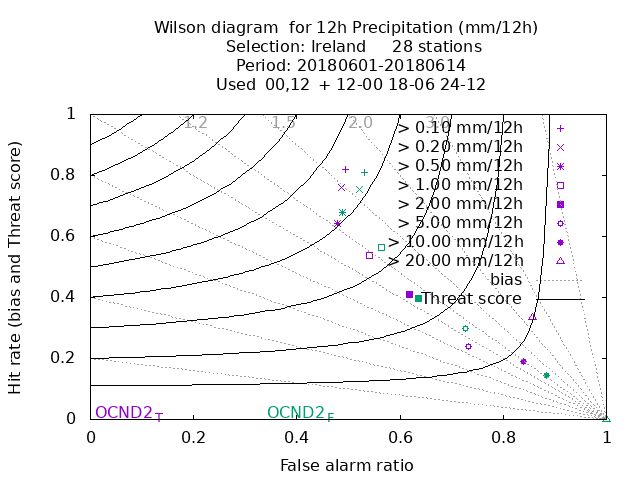 Wilson diagram  for 12h Precipitation (mm/12h)
Selection: Ireland     28 stations
Period: 20180601-20180614
Used  00,12  + 12-00 18-06 24-12
Hit rate (bias and Threat score)
1
0.8
0.6
0.4
0.2
0
1.2
1.5
2.0
3.0
> 0.10 mm/12h
> 0.20 mm/12h
> 0.50 mm/12h
> 1.00 mm/12h
> 2.00 mm/12h
> 5.00 mm/12h
> 10.00 mm/12h
> 20.00 mm/12h
bias
Threat score
OCND2_T
OCND2_F
0
0.2
0.4
0.6
0.8
1
False alarm ratio